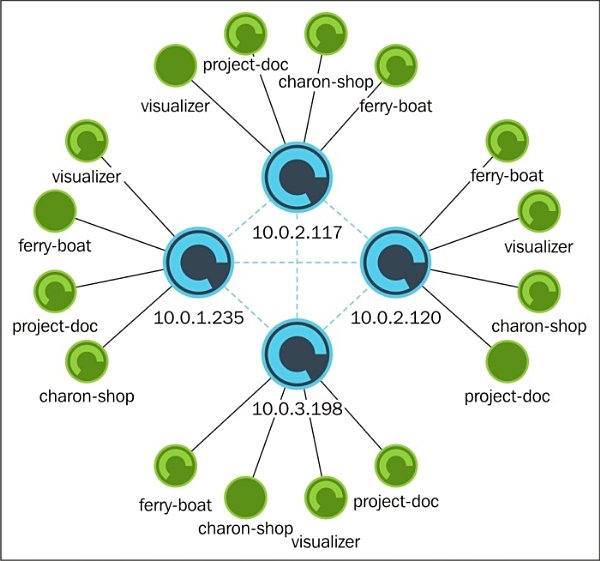 project-doc
charon-shop
visualizer
ferry-boat
visualizer
ferry-boat
10.0.2.117
ferry-boat
visualizer
project-doc
10.0.1.235
10.0.2.120
charon-shop
charon-shop
project-doc
10.0.3.198
ferry-boat
project-doc
charon-shop
visualizer